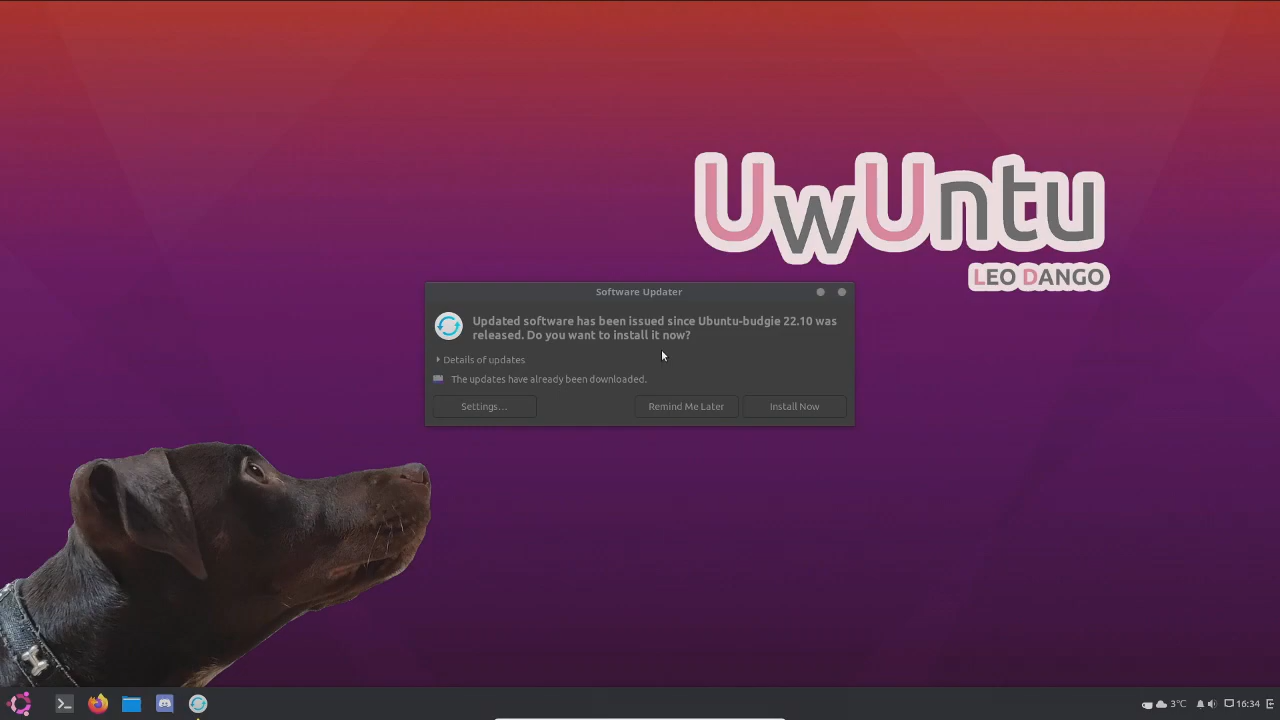 UwUntu
LEO DANGO
Software Updater
Updated software has been issued since Ubuntu-budgie 22.10 was
released. Do you want to install it now?
Details of updates
The updates have already been downloaded.
Settings...
Remind Me Later
Install Now
3°C
16:34